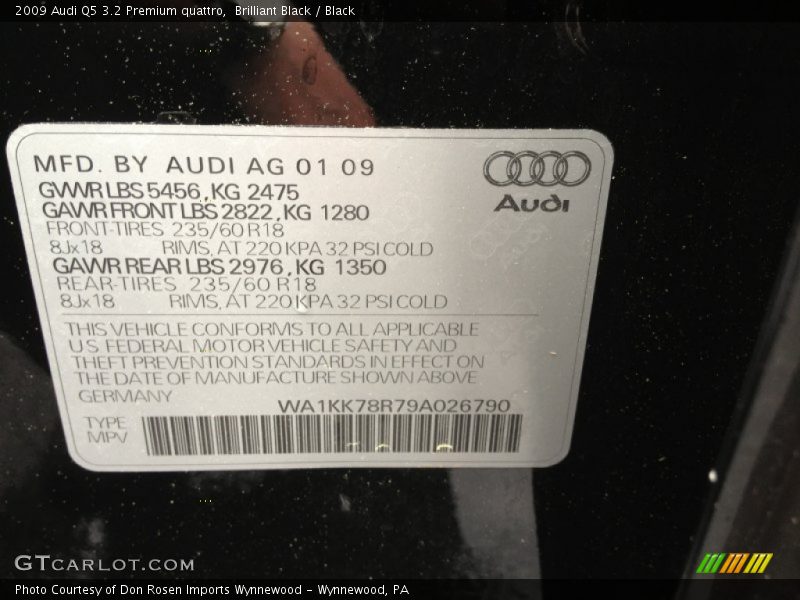 2009 Audi Q5 3.2 Premium quattro, Brilliant Black / Black
MFD. BY AUDI AG 01 09
GVWR LBS 5456, KG 2475
GAWR FRONT LBS 2822, KG 1280
FRONT-TIRES 235/60 R18
8Jx18 RIMS, AT 220 KPA 32 PSI COLD
GAWR REAR LBS 2976, KG 1350
REAR-TIRES 235/60 R18
8Jx18 RIMS, AT 220 KPA 32 PSI COLD
Audi
THIS VEHICLE CONFORMS TO ALL APPLICABLE
U S FEDERAL MOTOR VEHICLE SAFETY AND
THEFT PREVENTION STANDARDS IN EFFECT ON
THE DATE OF MANUFACTURE SHOWN ABOVE
GERMANY
WA1KK78R79A026790
TYPE
MPV
GTCARLOT.COM
Photo Courtesy of Don Rosen Imports Wynnewood - Wynnewood, PA